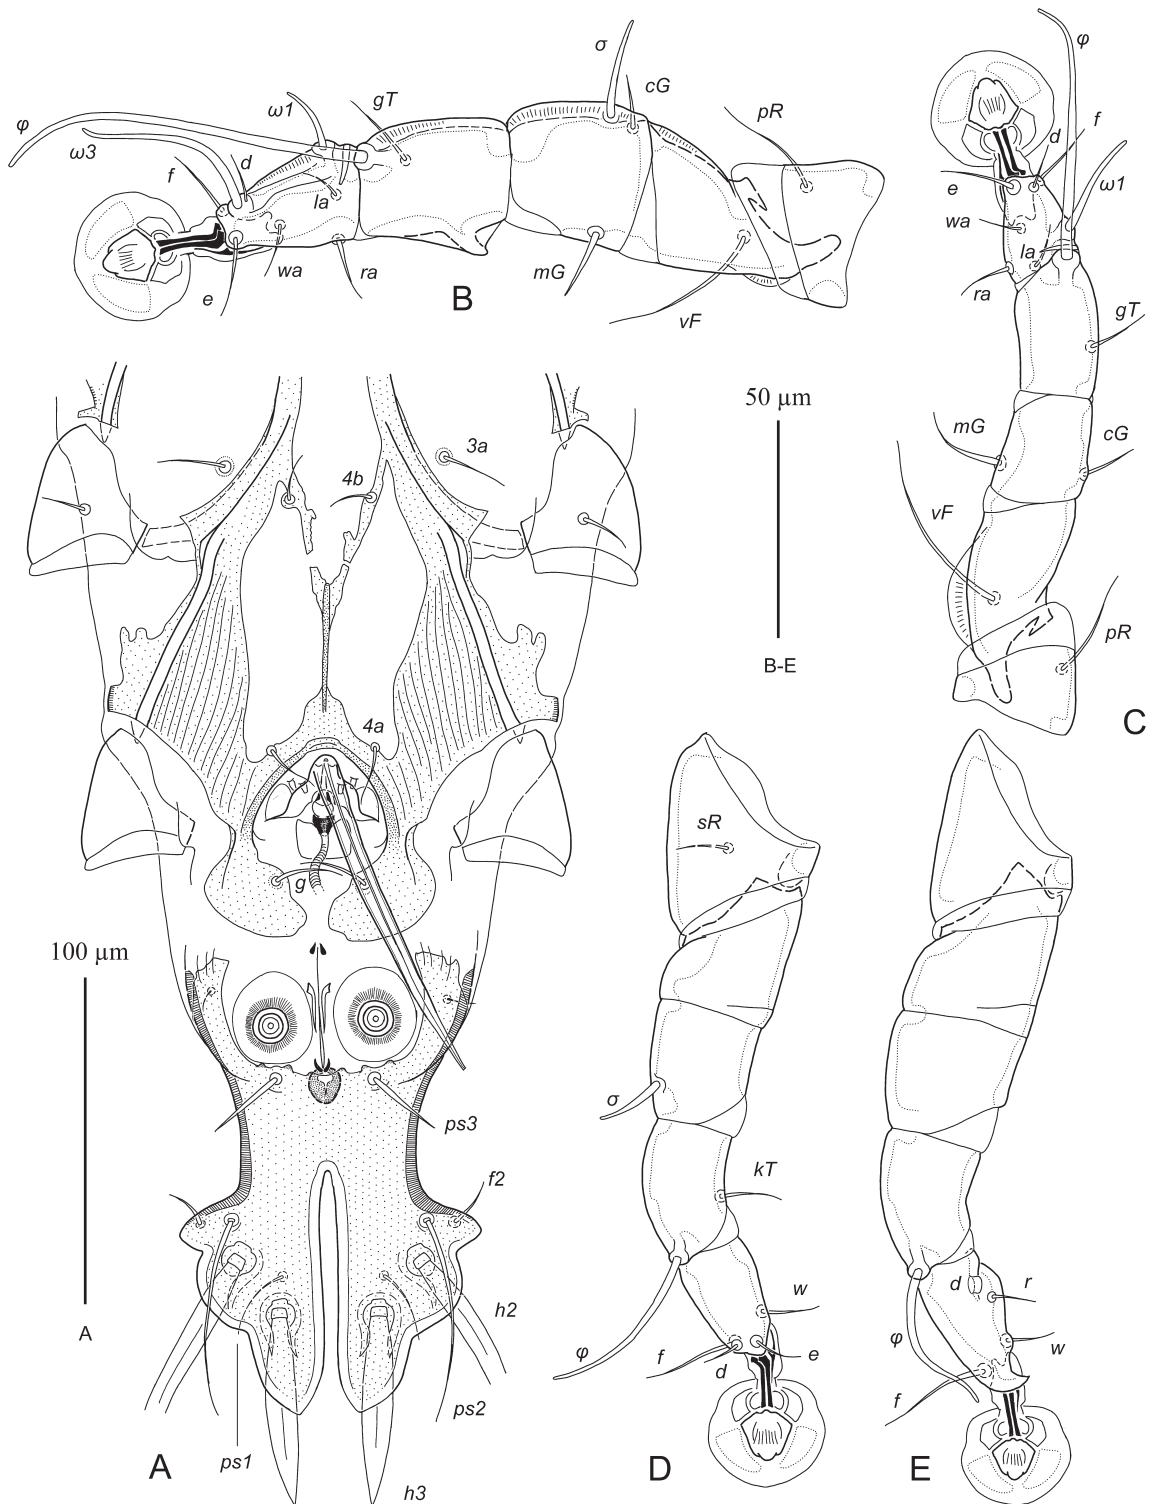 φ
ω3
ω1
gT
σ
cG
pR
f
d
la
e
wa
ra
mG
vF
B
φ
d
f
e
ω1
wa
la
ra
gT
mG
cG
vF
pR
C
50 µm
B-E
3a
4b
4a
g
100 µm
A
ps3
f2
h2
ps2
ps1
h3
A
sR
σ
kT
w
φ
f
d
e
D
d
r
φ
w
f
E